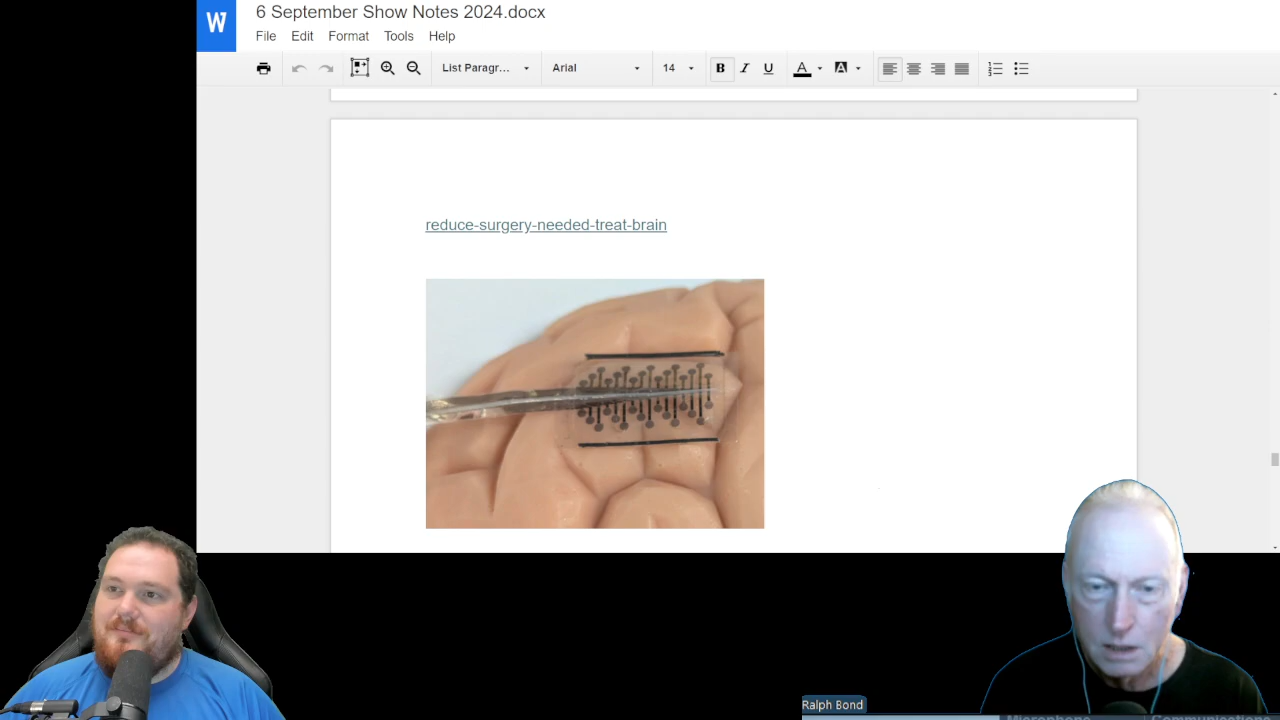 W
6 September Show Notes 2024.docx
File Edit Format Tools Help
List Paragr... Arial 14 B I U A A
reduce-surgery-needed-treat-brain
Ralph Bond